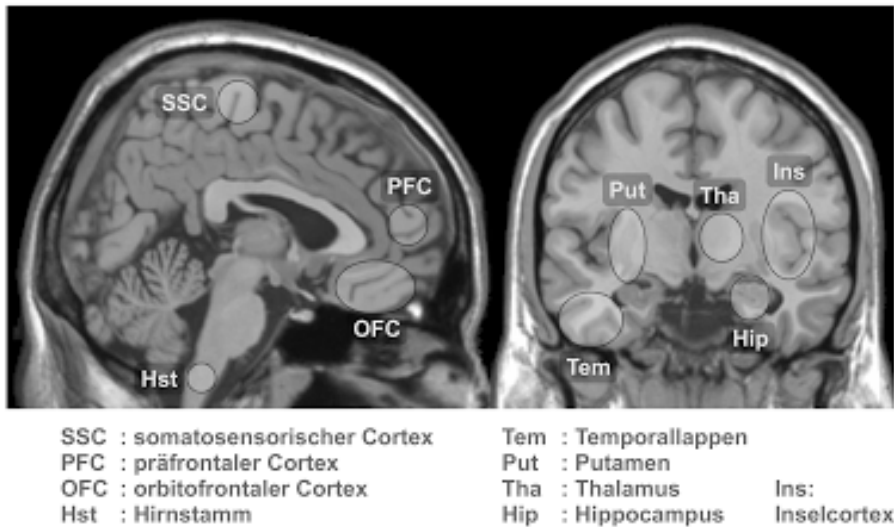 SSC
PFC
OFC
Hst
Put
Tha
Ins
Hip
Tem
SSC : somatosensorischer Cortex
PFC : präfrontaler Cortex
OFC : orbitofrontaler Cortex
Hst : Hirnstamm
Tem : Temporallappen
Put : Putamen
Tha : Thalamus Ins:
Hip : Hippocampus Inselcortex